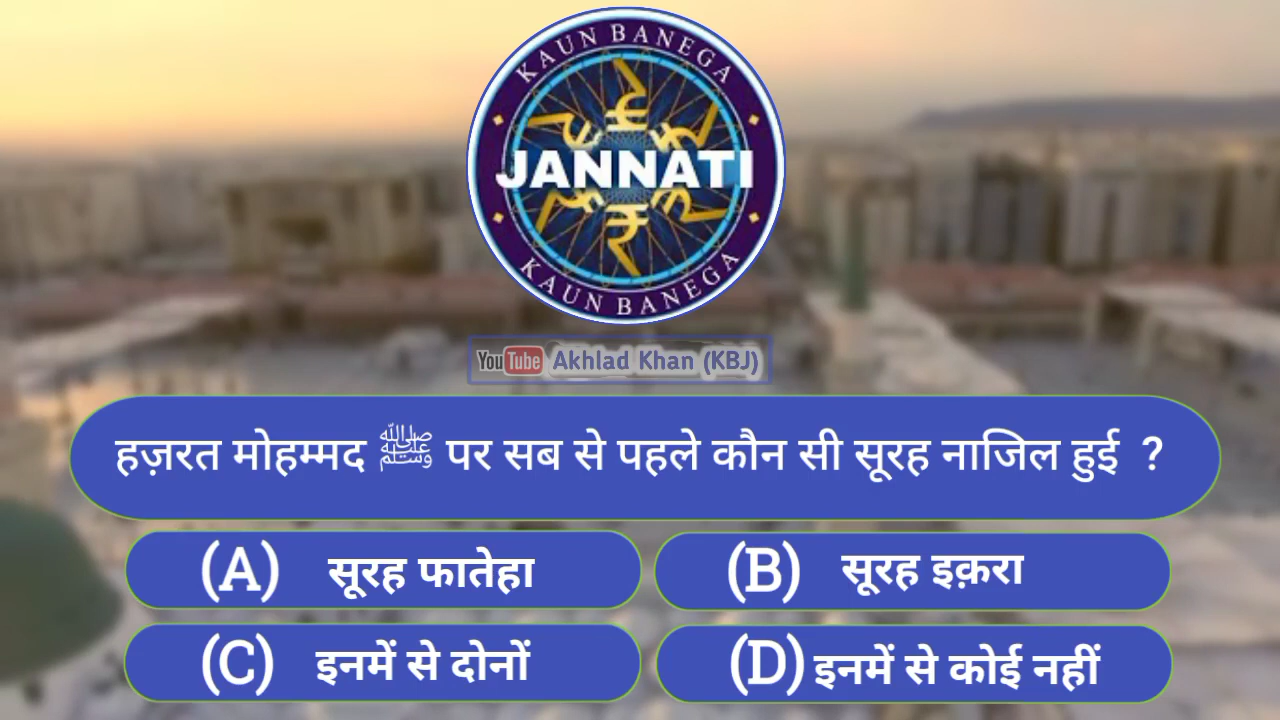 KAUN BANEGA
JANNATI
KAUN BANEGA
YouTube Akhlad Khan (KBJ)
हज़रत मोहम्मद ﷺ पर सब से पहले कौन सी सूरह नाजिल हुई ?
(A) सूरह फातेहा
(B) सूरह इक़रा
(C) इनमें से दोनों
(D) इनमें से कोई नहीं